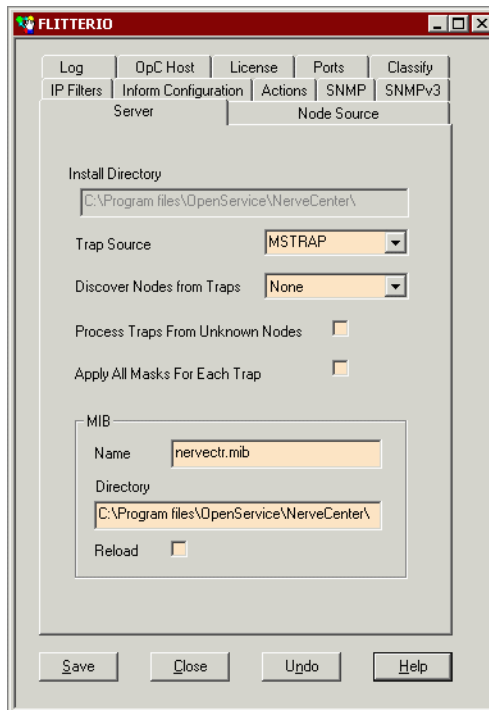 FLITTERIO
Log OpC Host License Ports Classify
IP Filters Inform Configuration Actions SNMP SNMPv3
Server Node Source
Install Directory
C:\Program files\OpenService\NerveCenter\
Trap Source MSTRAP
Discover Nodes from Traps None
Process Traps From Unknown Nodes
Apply All Masks For Each Trap
MIB
Name nervectr.mib
Directory
C:\Program files\OpenService\NerveCenter\
Reload
Save Close Undo Help